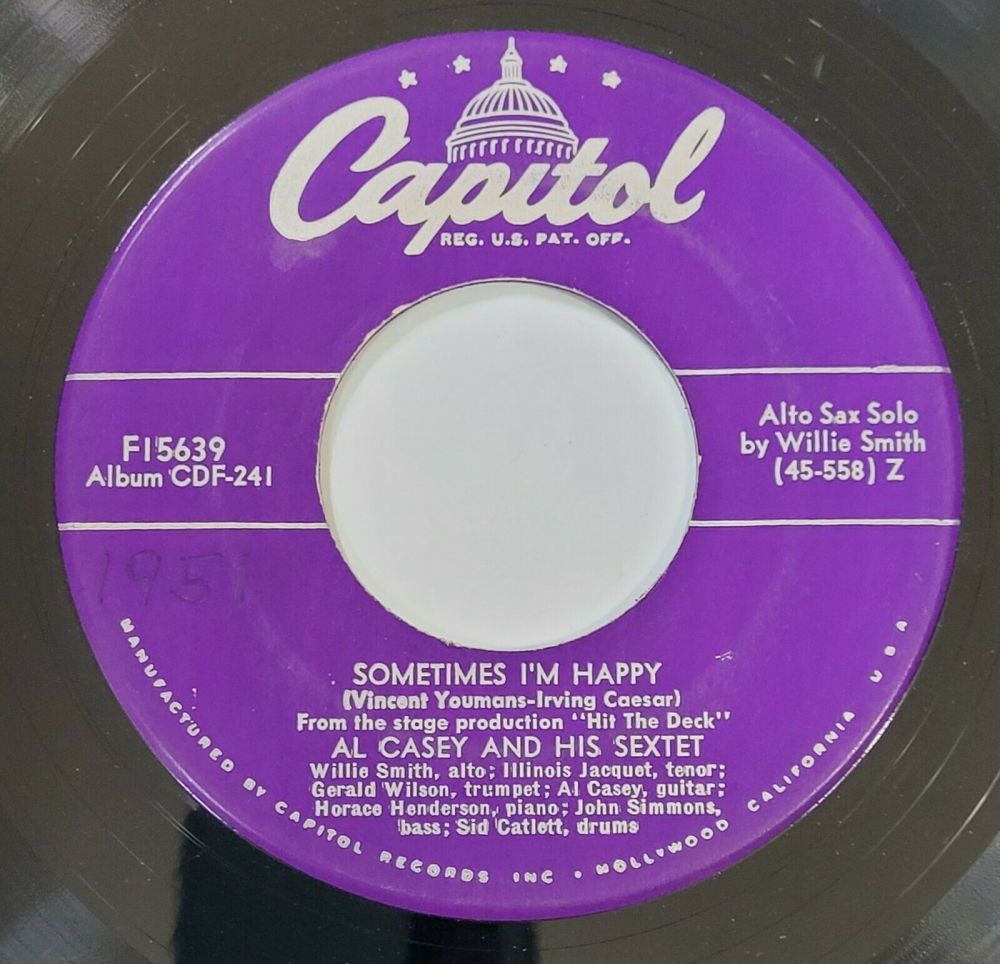 Capitol
REG. U.S. PAT. OFF.
F15639
Album CDF-241
Alto Sax Solo
by Willie Smith
(45-558) Z
1951
SOMETIMES I'M HAPPY
(Vincent Youmans-Irving Caesar)
From the stage production "Hit The Deck"
AL CASEY AND HIS SEXTET
Willie Smith, alto; Illinois Jacquet, tenor;
Gerald Wilson, trumpet; Al Casey, guitar;
Horace Henderson, piano; John Simmons,
bass; Sid Catlett, drums
MANUFACTURED BY CAPITOL RECORDS INC • HOLLYWOOD CALIFORNIA U S A